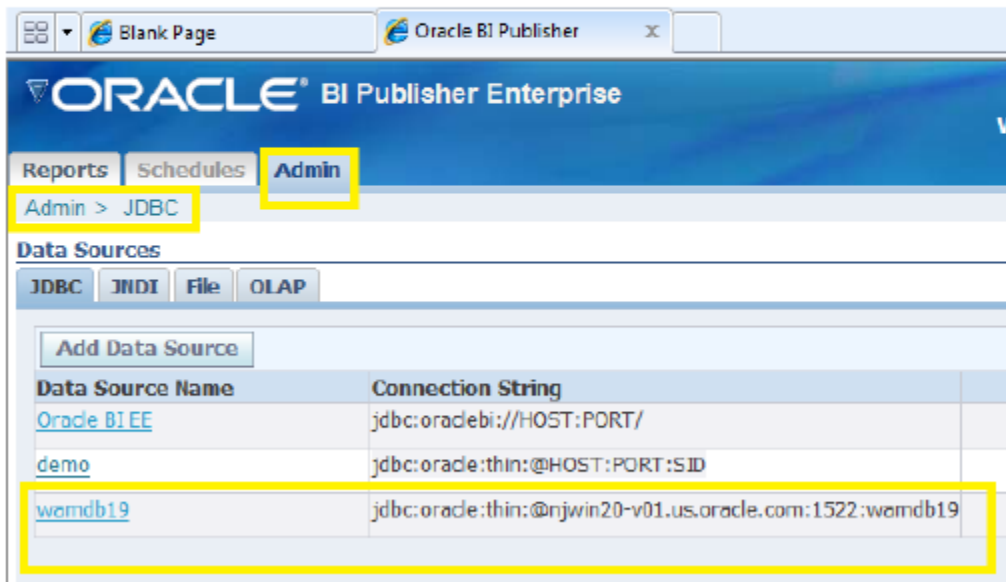 Blank Page Oracle BI Publisher x
ORACLE® BI Publisher Enterprise
Reports Schedules Admin
Admin > JDBC
Data Sources
JDBC JNDI File OLAP
Add Data Source
Data Source Name Connection String
Oracle BI EE jdbc:oraclebi://HOST:PORT/
demo jdbc:oracle:thin:@HOST:PORT:SID
wamdb19 jdbc:oracle:thin:@njwin20-v01.us.oracle.com:1522:wamdb19